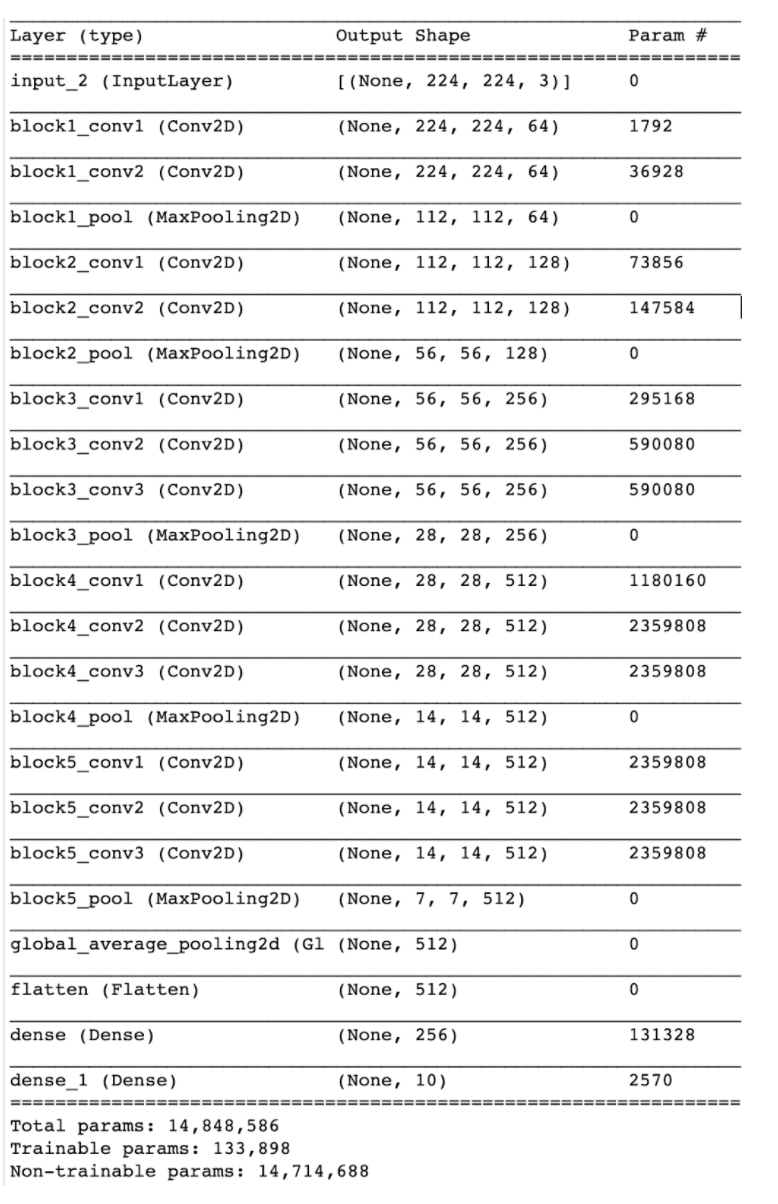 Layer (type) Output Shape Param #
=================================================================
input_2 (InputLayer) [(None, 224, 224, 3)] 0
block1_conv1 (Conv2D) (None, 224, 224, 64) 1792
block1_conv2 (Conv2D) (None, 224, 224, 64) 36928
block1_pool (MaxPooling2D) (None, 112, 112, 64) 0
block2_conv1 (Conv2D) (None, 112, 112, 128) 73856
block2_conv2 (Conv2D) (None, 112, 112, 128) 147584
block2_pool (MaxPooling2D) (None, 56, 56, 128) 0
block3_conv1 (Conv2D) (None, 56, 56, 256) 295168
block3_conv2 (Conv2D) (None, 56, 56, 256) 590080
block3_conv3 (Conv2D) (None, 56, 56, 256) 590080
block3_pool (MaxPooling2D) (None, 28, 28, 256) 0
block4_conv1 (Conv2D) (None, 28, 28, 512) 1180160
block4_conv2 (Conv2D) (None, 28, 28, 512) 2359808
block4_conv3 (Conv2D) (None, 28, 28, 512) 2359808
block4_pool (MaxPooling2D) (None, 14, 14, 512) 0
block5_conv1 (Conv2D) (None, 14, 14, 512) 2359808
block5_conv2 (Conv2D) (None, 14, 14, 512) 2359808
block5_conv3 (Conv2D) (None, 14, 14, 512) 2359808
block5_pool (MaxPooling2D) (None, 7, 7, 512) 0
global_average_pooling2d (Gl (None, 512) 0
flatten (Flatten) (None, 512) 0
dense (Dense) (None, 256) 131328
dense_1 (Dense) (None, 10) 2570
=================================================================
Total params: 14,848,586
Trainable params: 133,898
Non-trainable params: 14,714,688